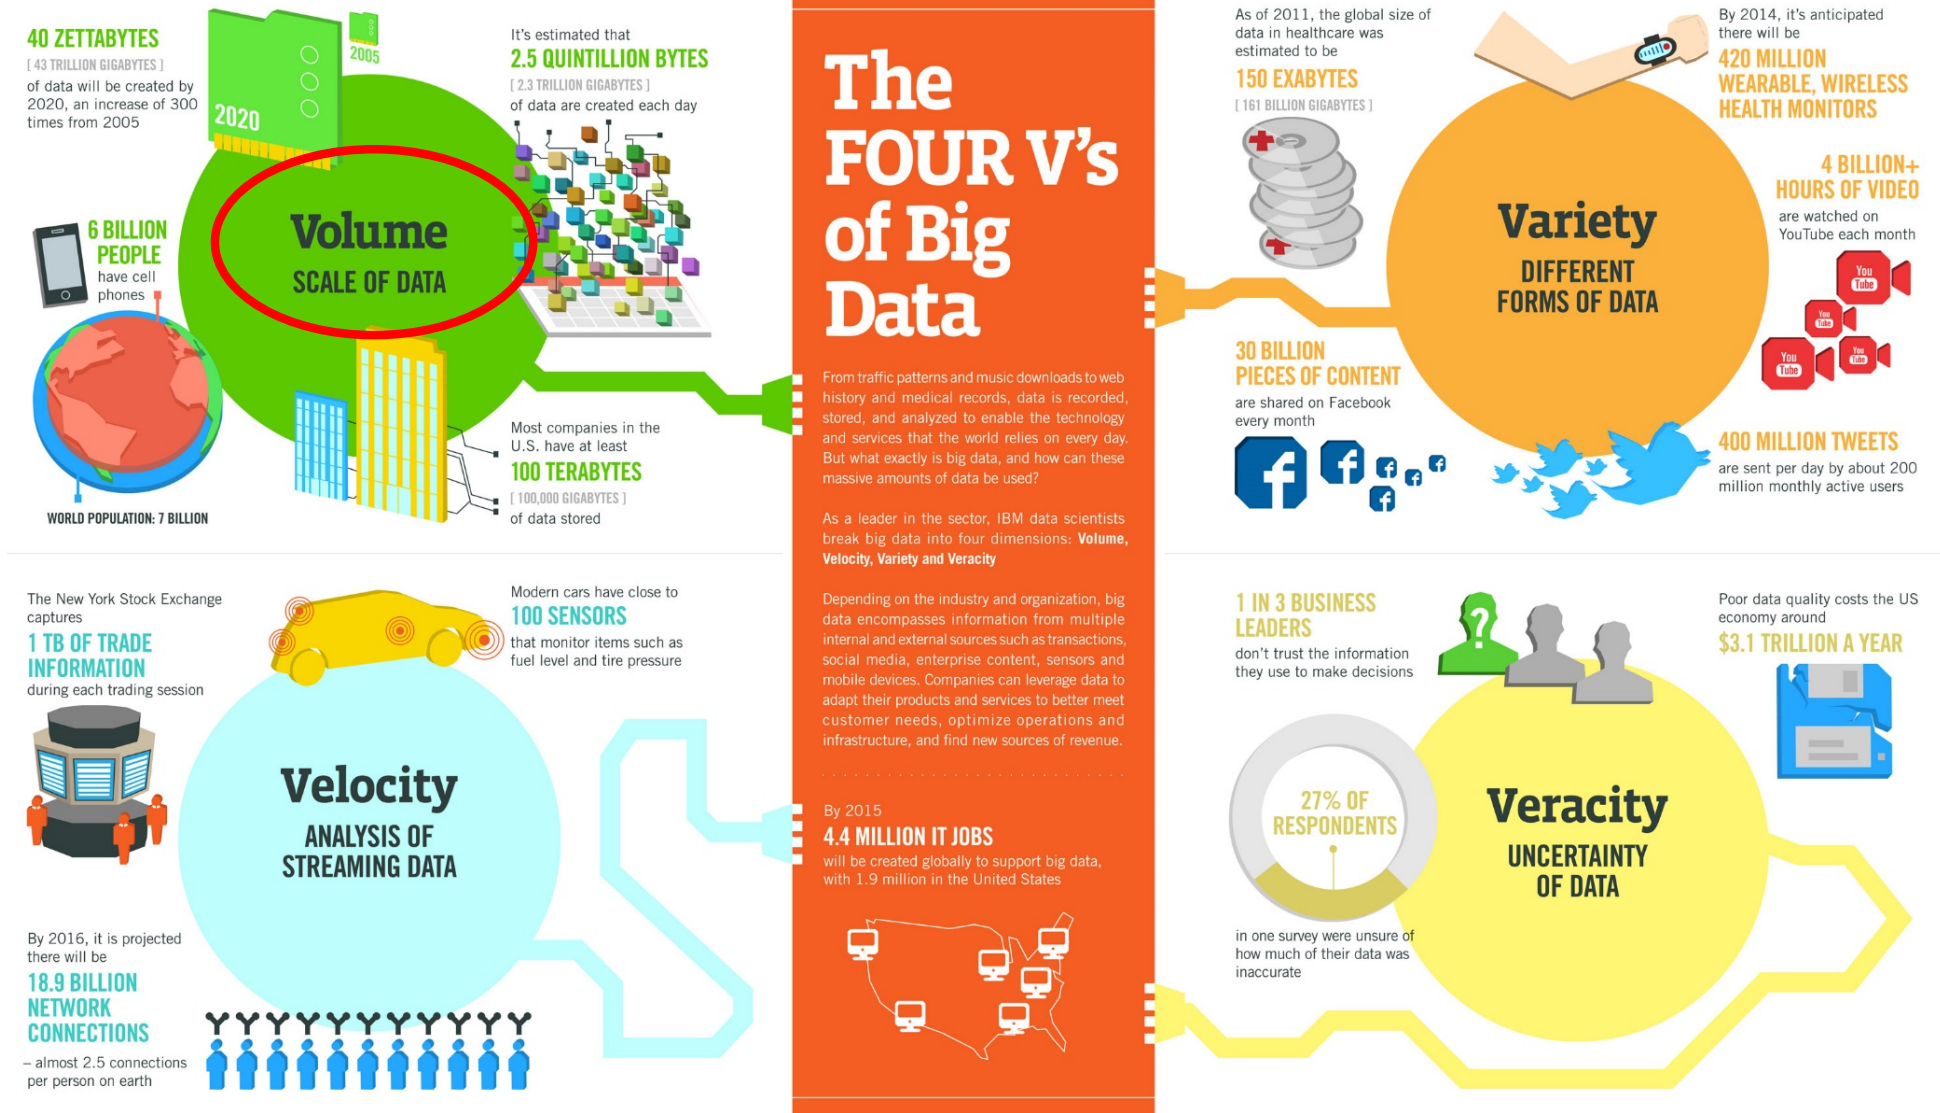 40 ZETTABYTES
[ 43 TRILLION GIGABYTES ]
of data will be created by
2020, an increase of 300
times from 2005
2020
2005
It's estimated that
2.5 QUINTILLION BYTES
[ 2.3 TRILLION GIGABYTES ]
of data are created each day
6 BILLION
PEOPLE
have cell
phones
WORLD POPULATION: 7 BILLION
Volume
SCALE OF DATA
Most companies in the
U.S. have at least
100 TERABYTES
[ 100,000 GIGABYTES ]
of data stored
The New York Stock Exchange
captures
1 TB OF TRADE
INFORMATION
during each trading session
Modern cars have close to
100 SENSORS
that monitor items such as
fuel level and tire pressure
Velocity
ANALYSIS OF
STREAMING DATA
By 2016, it is projected
there will be
18.9 BILLION
NETWORK
CONNECTIONS
– almost 2.5 connections
per person on earth
The
FOUR V's
of Big
Data
From traffic patterns and music downloads to web
history and medical records, data is recorded,
stored, and analyzed to enable the technology
and services that the world relies on every day.
But what exactly is big data, and how can these
massive amounts of data be used?
As a leader in the sector, IBM data scientists
break big data into four dimensions: Volume,
Velocity, Variety and Veracity
Depending on the industry and organization, big
data encompasses information from multiple
internal and external sources such as transactions,
social media, enterprise content, sensors and
mobile devices. Companies can leverage data to
adapt their products and services to better meet
customer needs, optimize operations and
infrastructure, and find new sources of revenue.
By 2015
4.4 MILLION IT JOBS
will be created globally to support big data,
with 1.9 million in the United States
As of 2011, the global size of
data in healthcare was
estimated to be
150 EXABYTES
[ 161 BILLION GIGABYTES ]
By 2014, it's anticipated
there will be
420 MILLION
WEARABLE, WIRELESS
HEALTH MONITORS
4 BILLION+
HOURS OF VIDEO
are watched on
YouTube each month
You
Tube
You
Tube
You
Tube
You
Tube
Variety
DIFFERENT
FORMS OF DATA
30 BILLION
PIECES OF CONTENT
are shared on Facebook
every month
f
f
f
f
f
f
400 MILLION TWEETS
are sent per day by about 200
million monthly active users
1 IN 3 BUSINESS
LEADERS
don't trust the information
they use to make decisions
?
Poor data quality costs the US
economy around
$3.1 TRILLION A YEAR
27% OF
RESPONDENTS
in one survey were unsure of
how much of their data was
inaccurate
Veracity
UNCERTAINTY
OF DATA